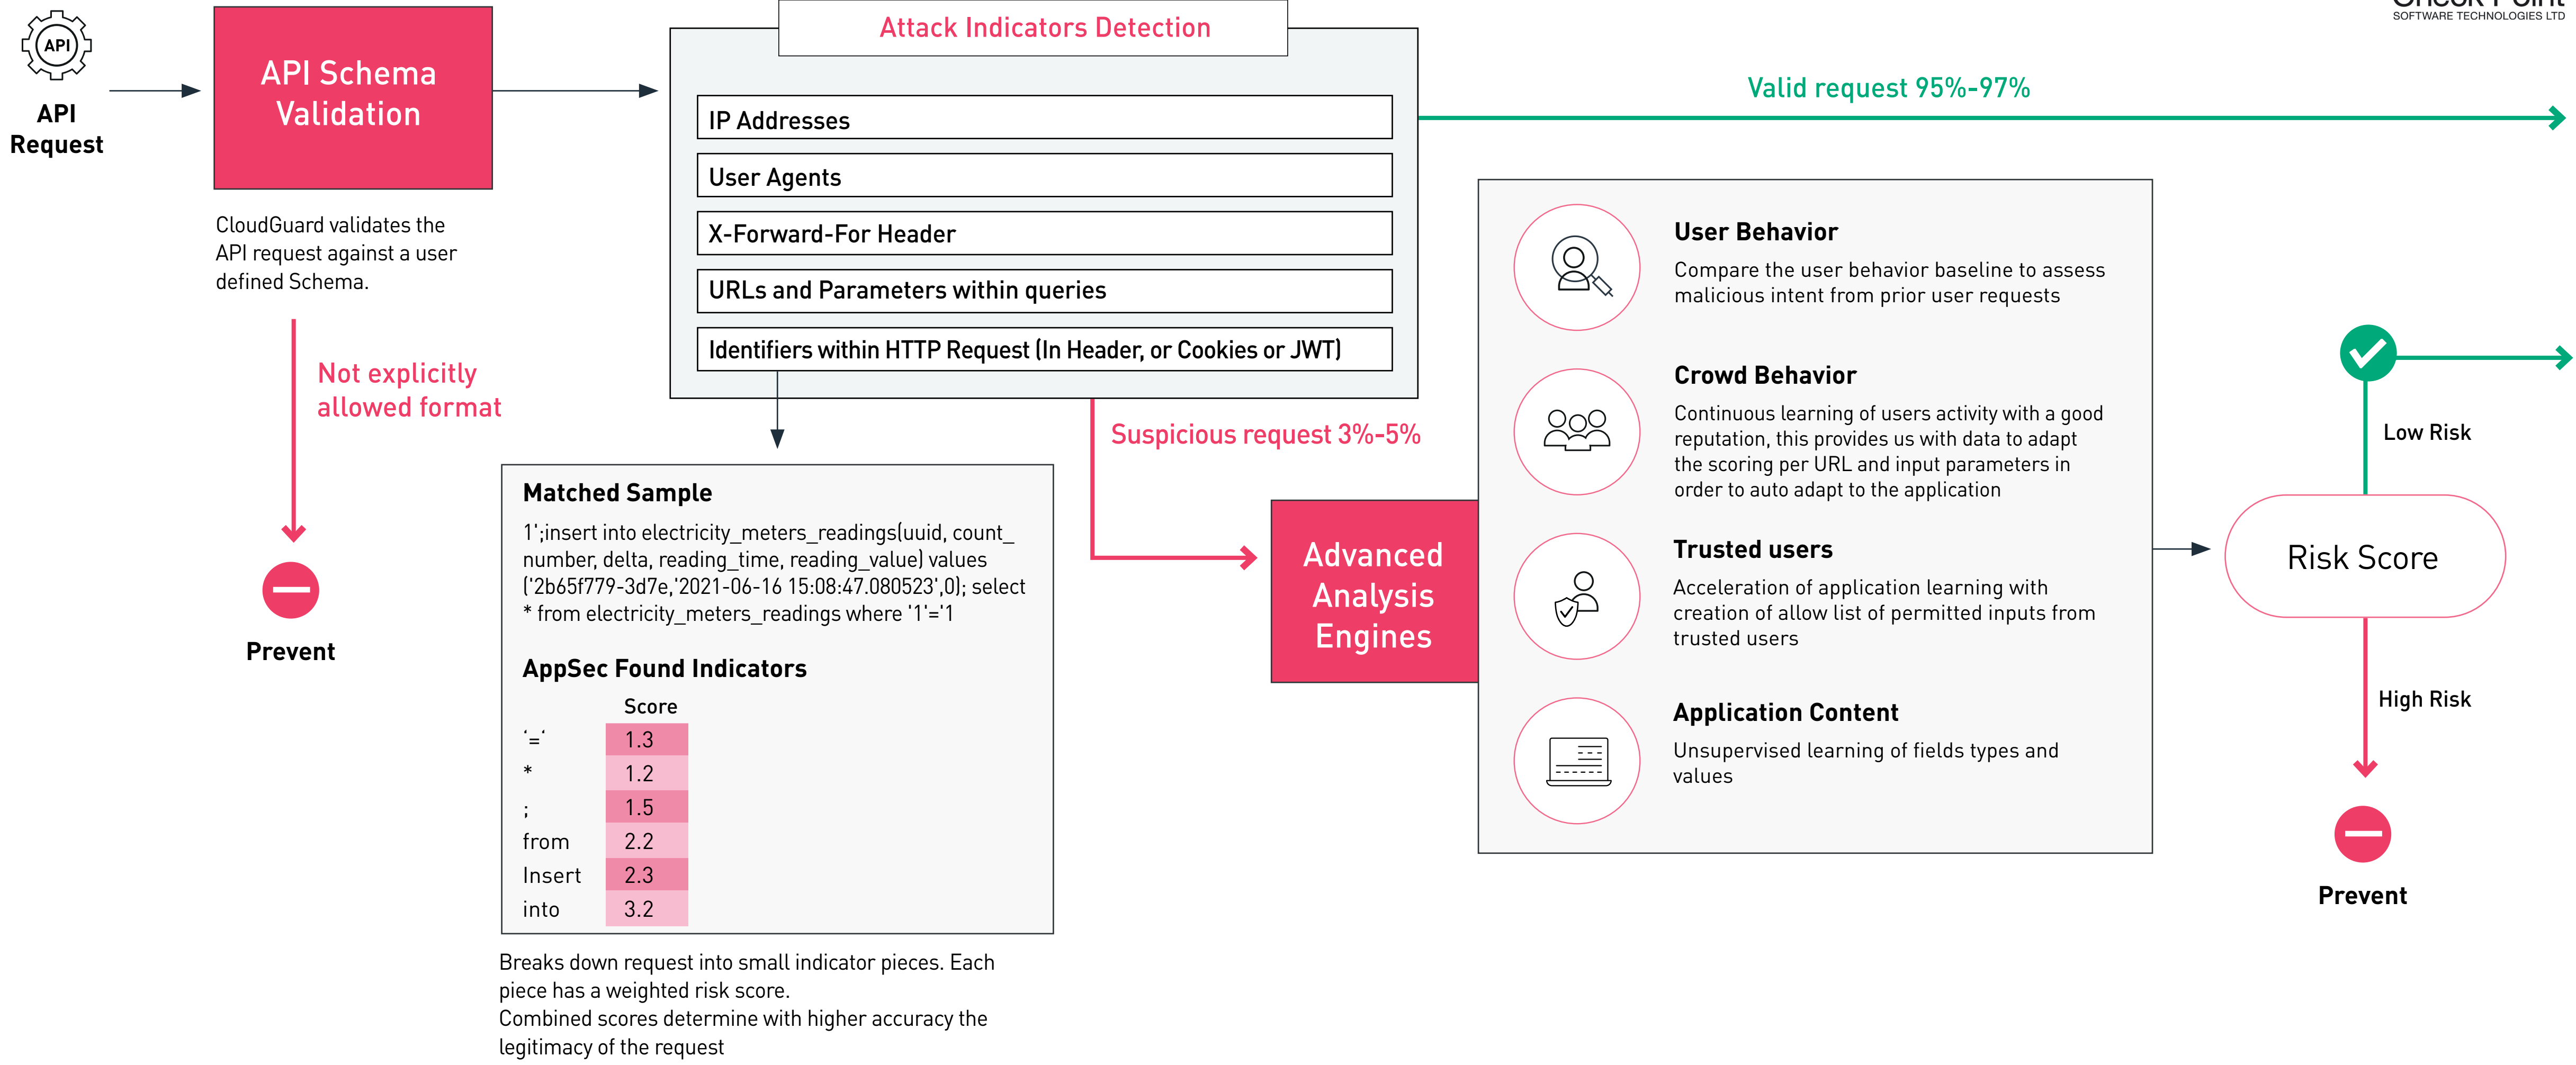 API
API
Request
API Schema
Validation
CloudGuard validates the
API request against a user
defined Schema.
Not explicitly
allowed format
Prevent
Attack Indicators Detection
IP Addresses
User Agents
X-Forward-For Header
URLs and Parameters within queries
Identifiers within HTTP Request (In Header, or Cookies or JWT)
Matched Sample
1';insert into electricity_meters_readings(uuid, count_
number, delta, reading_time, reading_value) values
('2b65f779-3d7e,'2021-06-16 15:08:47.080523',0); select
* from electricity_meters_readings where '1'='1
AppSec Found Indicators
Score
‘=‘ 1.3
* 1.2
; 1.5
from 2.2
Insert 2.3
into 3.2
Breaks down request into small indicator pieces. Each
piece has a weighted risk score.
Combined scores determine with higher accuracy the
legitimacy of the request
Suspicious request 3%-5%
Valid request 95%-97%
Advanced
Analysis
Engines
User Behavior
Compare the user behavior baseline to assess
malicious intent from prior user requests
Crowd Behavior
Continuous learning of users activity with a good
reputation, this provides us with data to adapt
the scoring per URL and input parameters in
order to auto adapt to the application
Trusted users
Acceleration of application learning with
creation of allow list of permitted inputs from
trusted users
Application Content
Unsupervised learning of fields types and
values
Risk Score
Low Risk
High Risk
Prevent
Check Point
SOFTWARE TECHNOLOGIES LTD